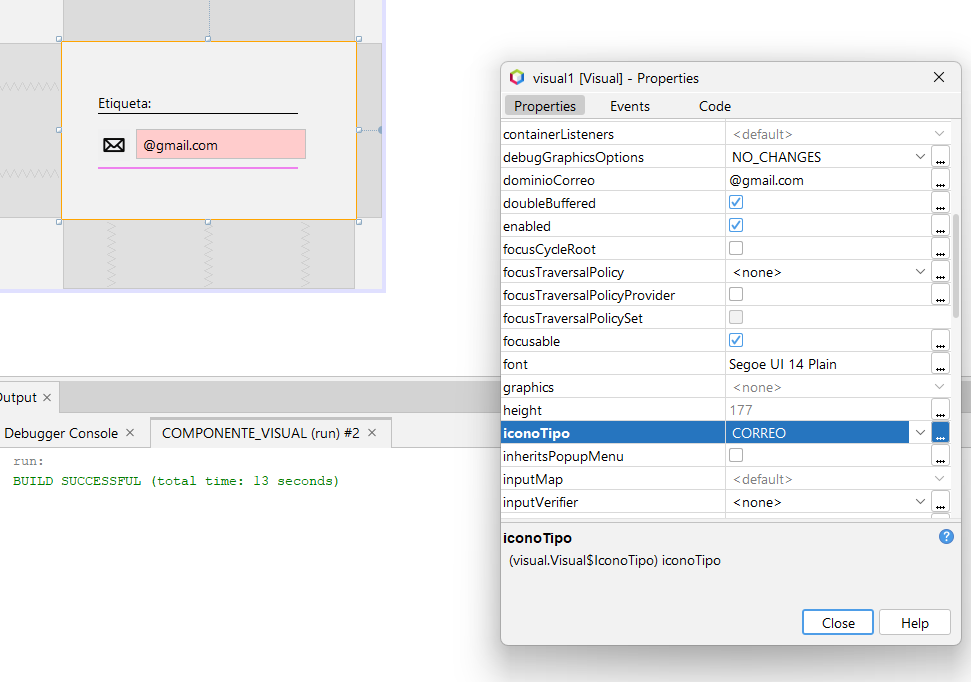 Etiqueta:
@gmail.com
visual1 [Visual] - Properties
Properties Events Code
containerListeners <default>
debugGraphicsOptions NO_CHANGES ...
dominioCorreo @gmail.com ...
doubleBuffered ...
enabled ...
focusCycleRoot ...
focusTraversalPolicy <none> ...
focusTraversalPolicyProvider ...
focusTraversalPolicySet
focusable ...
font Segoe UI 14 Plain ...
graphics <none>
height 177 ...
iconoTipo CORREO ...
inheritsPopupMenu ...
inputMap <default>
inputVerifier <none> ...
iconoTipo
(visual.Visual$IconoTipo) iconoTipo
Close Help
Output
Debugger Console COMPONENTE_VISUAL (run) #2
run:
BUILD SUCCESSFUL (total time: 13 seconds)